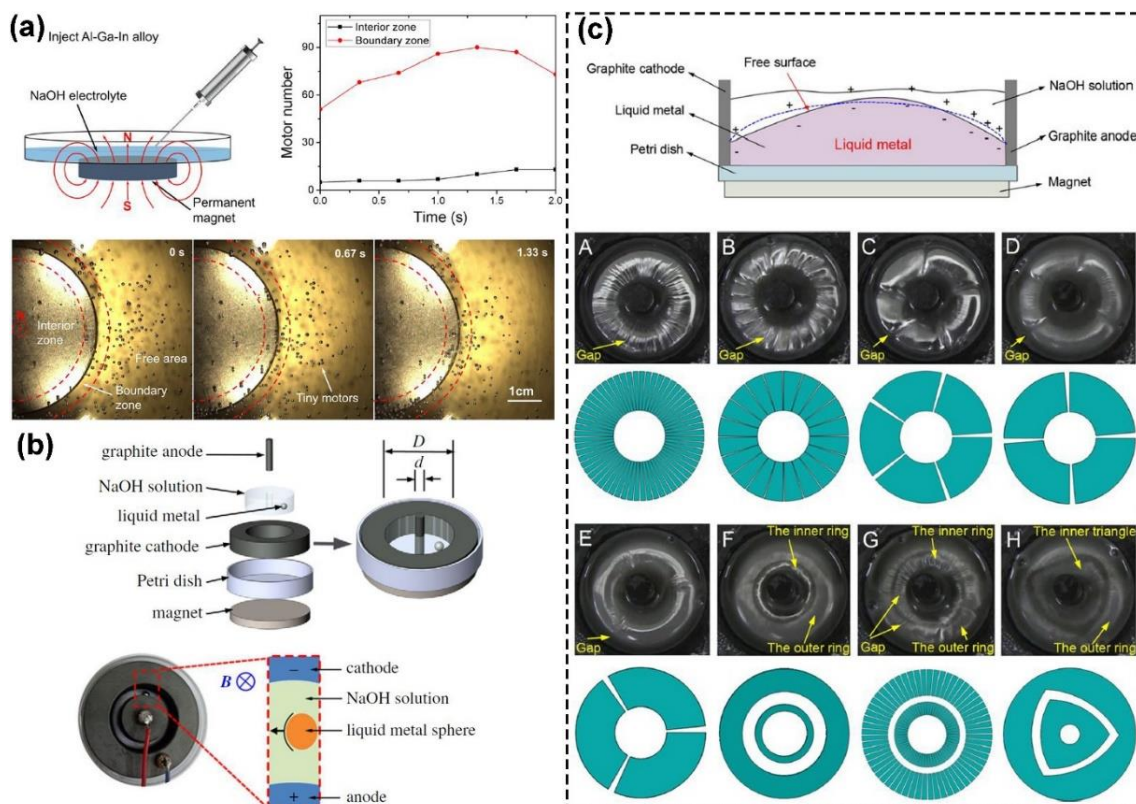 (a)
Inject Al-Ga-In alloy
NaOH electrolyte
N
S
Permanent
magnet
Interior zone
Boundary zone
Motor number
90
60
30
0
0.0
0.5
1.0
1.5
2.0
Time (s)
0 s
0.67 s
1.33 s
Interior
zone
Free area
Boundary
zone
Tiny motors
1cm
(b)
graphite anode
NaOH solution
liquid metal
graphite cathode
Petri dish
magnet
D
d
B
−
cathode
NaOH solution
liquid metal sphere
+
anode
(c)
Graphite cathode
Free surface
NaOH solution
Liquid metal
Liquid metal
Graphite anode
Petri dish
Magnet
A
Gap
B
Gap
C
Gap
D
Gap
E
Gap
F
The inner ring
The outer ring
G
The inner ring
Gap
The outer ring
H
The inner triangle
The outer ring